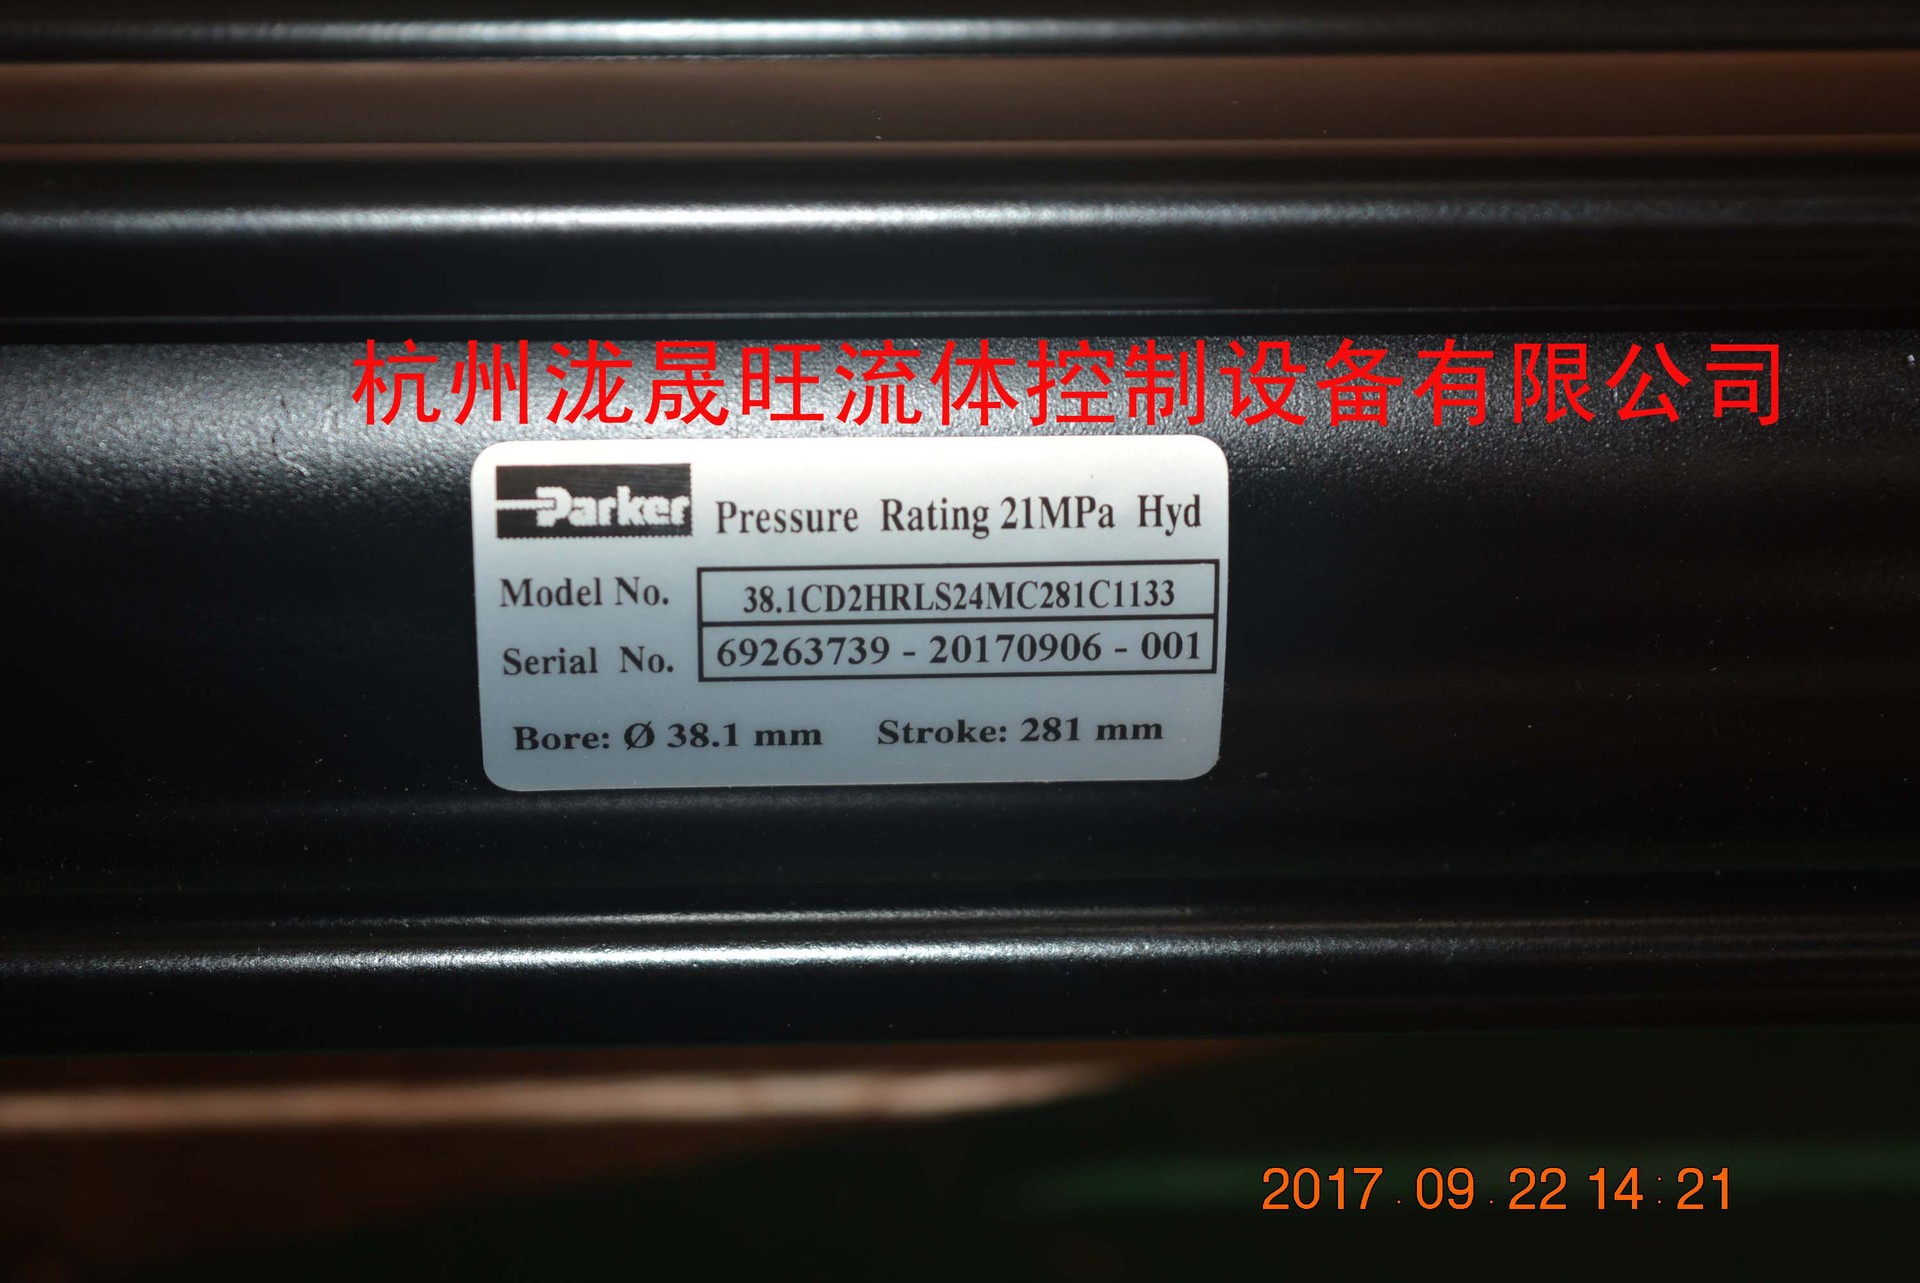 杭州泷晟旺流体控制设备有限公司
Parker Pressure Rating 21MPa Hyd
Model No. 38.1CD2HRLS24MC281C1133
Serial No. 69263739 - 20170906 - 001
Bore: Ø 38.1 mm Stroke: 281 mm
2017.09.22 14:21